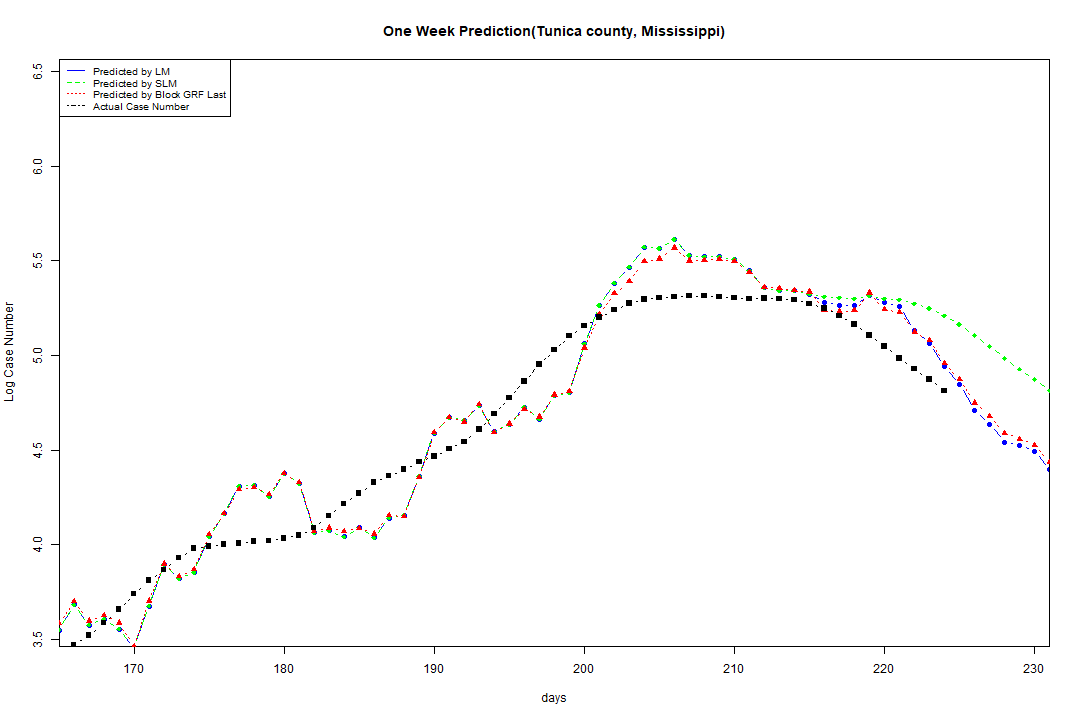 One Week Prediction(Tunica county, Mississippi)
Predicted by LM
Predicted by SLM
Predicted by Block GRF Last
Actual Case Number
Log Case Number
6.5
6.0
5.5
5.0
4.5
4.0
3.5
170 180 190 200 210 220 230
days